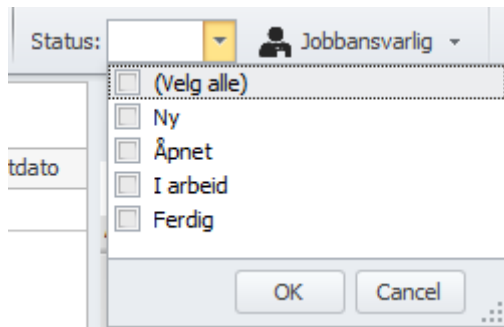 Status:
Jobbansvarlig
(Velg alle)
Ny
tdato
Åpnet
I arbeid
Ferdig
OK
Cancel